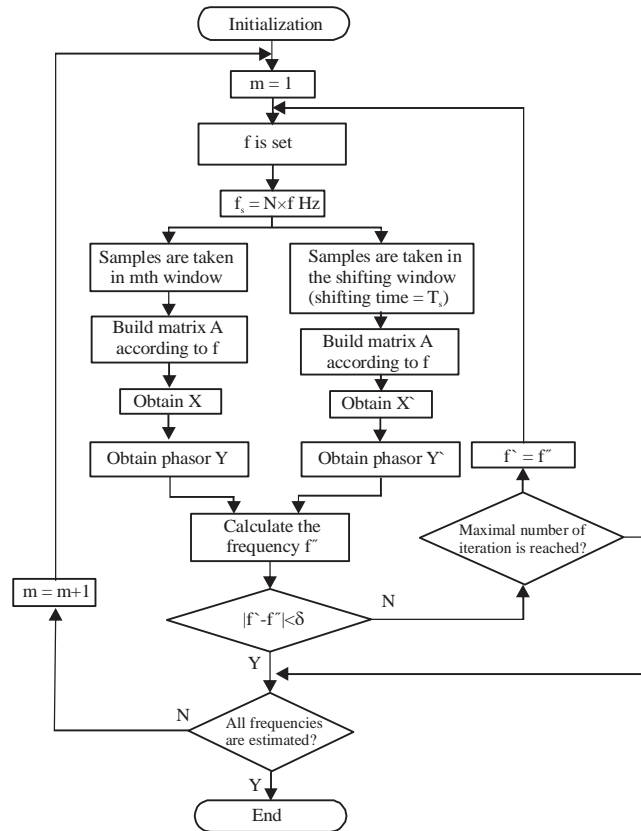 Initialization
m = 1
f is set
fₛ = N×f Hz
Samples are taken
in mth window
Samples are taken in
the shifting window
(shifting time = Tₛ)
Build matrix A
according to f
Build matrix A
according to f
Obtain X
Obtain X`
Obtain phasor Y
Obtain phasor Y`
f` = f˝
Calculate the
frequency f˝
Maximal number of
iteration is reached?
m = m+1
|f`-f˝|<δ
N
Y
N
All frequencies
are estimated?
Y
End